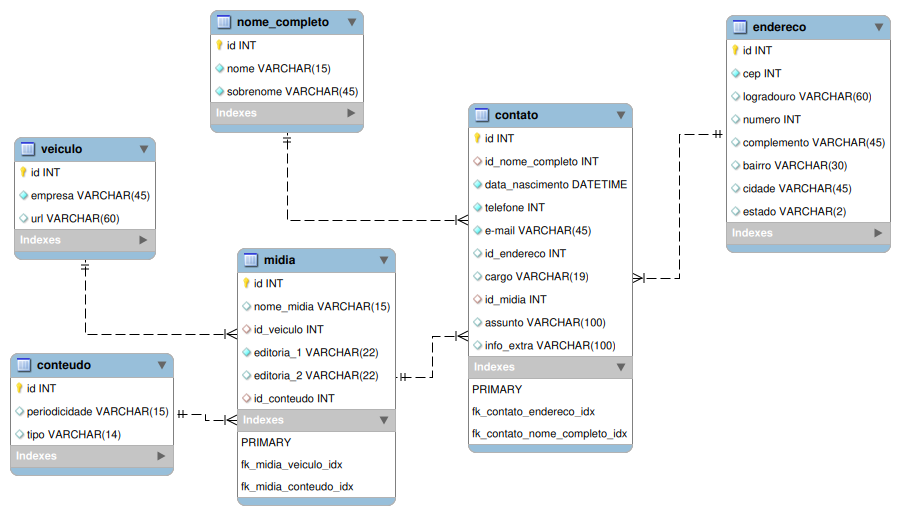 nome_completo
id INT
nome VARCHAR(15)
sobrenome VARCHAR(45)
Indexes
endereco
id INT
cep INT
logradouro VARCHAR(60)
numero INT
complemento VARCHAR(45)
bairro VARCHAR(30)
cidade VARCHAR(45)
estado VARCHAR(2)
Indexes
contato
id INT
id_nome_completo INT
data_nascimento DATETIME
telefone INT
e-mail VARCHAR(45)
id_endereco INT
cargo VARCHAR(19)
id_midia INT
assunto VARCHAR(100)
info_extra VARCHAR(100)
Indexes
PRIMARY
fk_contato_endereco_idx
fk_contato_nome_completo_idx
veiculo
id INT
empresa VARCHAR(45)
url VARCHAR(60)
Indexes
midia
id INT
nome_midia VARCHAR(15)
id_veiculo INT
editoria_1 VARCHAR(22)
editoria_2 VARCHAR(22)
id_conteudo INT
Indexes
PRIMARY
fk_midia_veiculo_idx
fk_midia_conteudo_idx
conteudo
id INT
periodicidade VARCHAR(15)
tipo VARCHAR(14)
Indexes